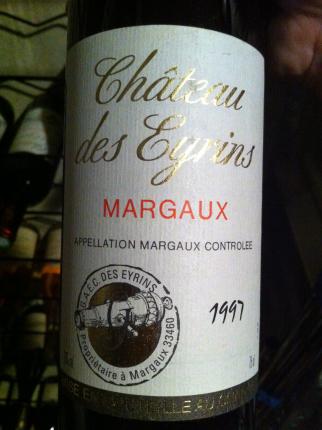 Château
des Eyrins
MARGAUX
APPELLATION MARGAUX CONTROLEE
G.A.E.C. DES EYRINS
Propriétaire à Margaux 33460
1997